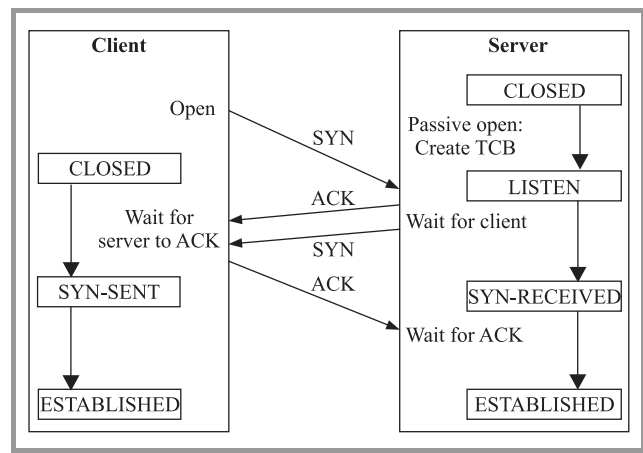 Client
Open
CLOSED
Wait for
server to ACK
SYN-SENT
ESTABLISHED
SYN
ACK
SYN
ACK
Server
CLOSED
Passive open:
Create TCB
LISTEN
Wait for client
SYN-RECEIVED
Wait for ACK
ESTABLISHED